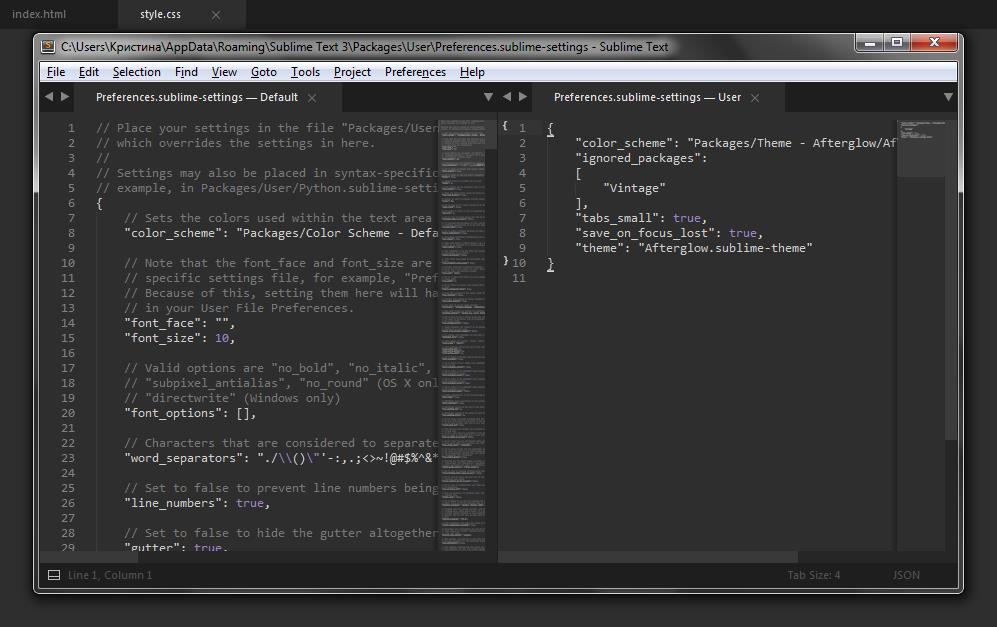 index.html
style.css
C:\Users\Кристина\AppData\Roaming\Sublime Text 3\Packages\User\Preferences.sublime-settings - Sublime Text
File Edit Selection Find View Goto Tools Project Preferences Help
Preferences.sublime-settings — Default
1 // Place your settings in the file "Packages/User
2 // which overrides the settings in here.
3 //
4 // Settings may also be placed in syntax-specific
5 // example, in Packages/User/Python.sublime-setti
6 {
7 // Sets the colors used within the text area
8 "color_scheme": "Packages/Color Scheme - Defa
9
10 // Note that the font_face and font_size are
11 // specific settings file, for example, "Pref
12 // Because of this, setting them here will ha
13 // in your User File Preferences.
14 "font_face": "",
15 "font_size": 10,
16
17 // Valid options are "no_bold", "no_italic",
18 // "subpixel_antialias", "no_round" (OS X onl
19 // "directwrite" (Windows only)
20 "font_options": [],
21
22 // Characters that are considered to separate
23 "word_separators": "./\\()\"'-:,.;<>~!@#$%^&*
24
25 // Set to false to prevent line numbers being
26 "line_numbers": true,
27
28 // Set to false to hide the gutter altogether
29 "gutter": true,
Preferences.sublime-settings — User
1 {
2 "color_scheme": "Packages/Theme - Afterglow/Af
3 "ignored_packages":
4 [
5 "Vintage"
6 ],
7 "tabs_small": true,
8 "save_on_focus_lost": true,
9 "theme": "Afterglow.sublime-theme"
10 }
11
Line 1, Column 1
Tab Size: 4
JSON